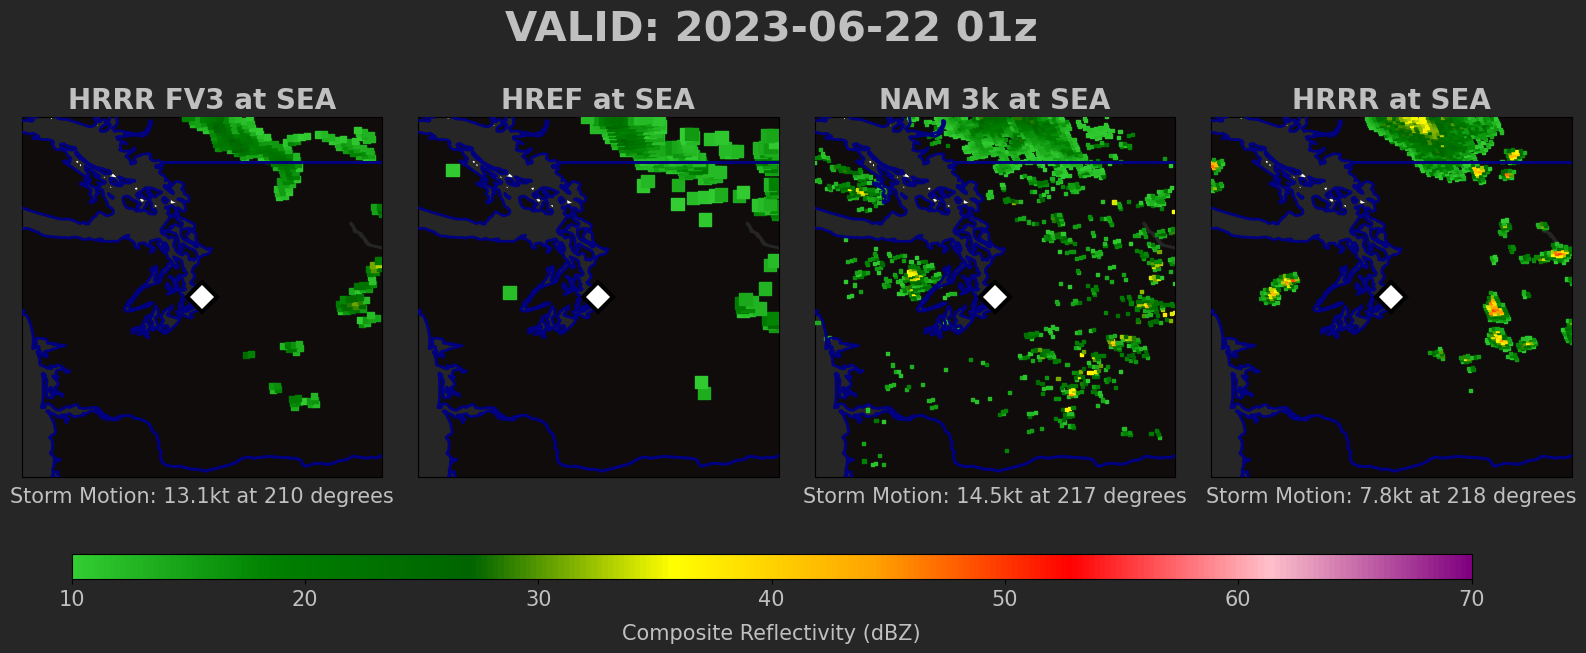 VALID: 2023-06-22 01z
HRRR FV3 at SEA
HREF at SEA
NAM 3k at SEA
HRRR at SEA
Storm Motion: 13.1kt at 210 degrees
Storm Motion: 14.5kt at 217 degrees
Storm Motion: 7.8kt at 218 degrees
10 20 30 40 50 60 70
Composite Reflectivity (dBZ)